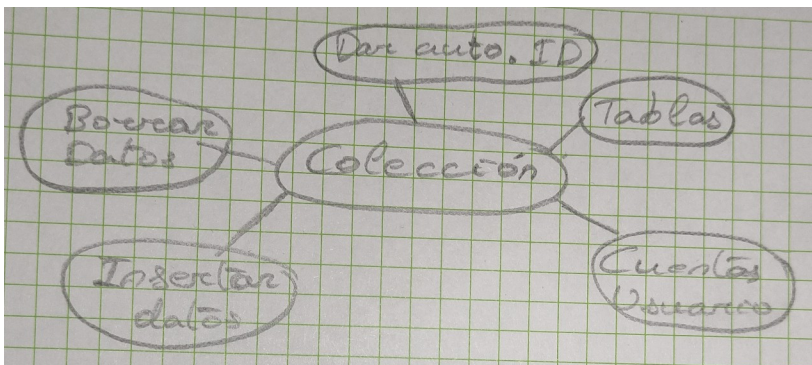 Dar auto. ID
Borrar
Datos
Tablas
Colección
Insertar
datos
Cuentas
Usuario